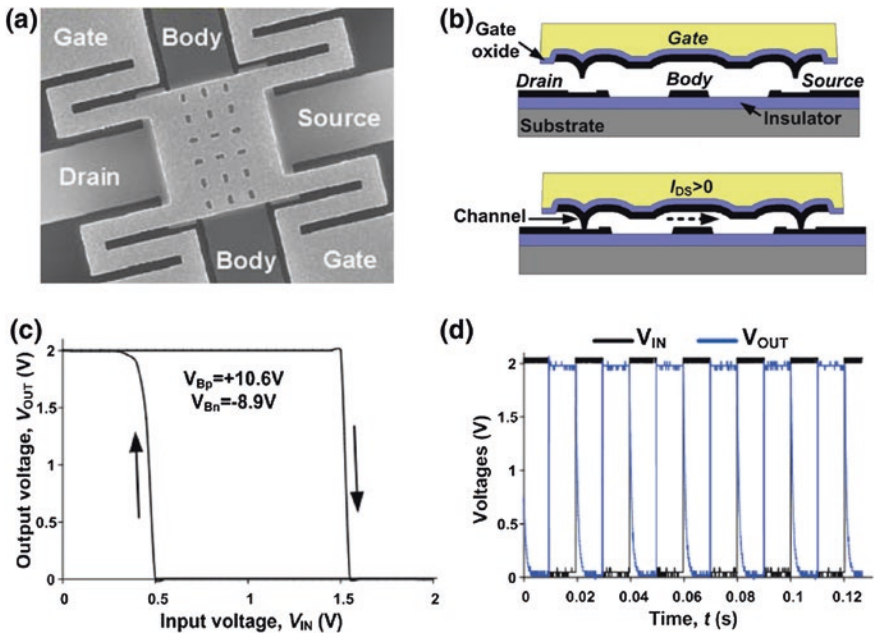 (a)
Gate
Body
Source
Drain
Body
Gate
(b)
Gate
oxide
Gate
Drain
Body
Source
Insulator
Substrate
I_DS>0
Channel
(c)
Output voltage, V_OUT (V)
2
1.5
1
0.5
0
V_Bp=+10.6V
V_Bn=-8.9V
0
0.5
1.5
2
Input voltage, V_IN (V)
(d)
V_IN
V_OUT
Voltages (V)
2
1.5
1
0.5
0
0
0.02
0.04
0.06
0.08
0.1
0.12
Time, t (s)